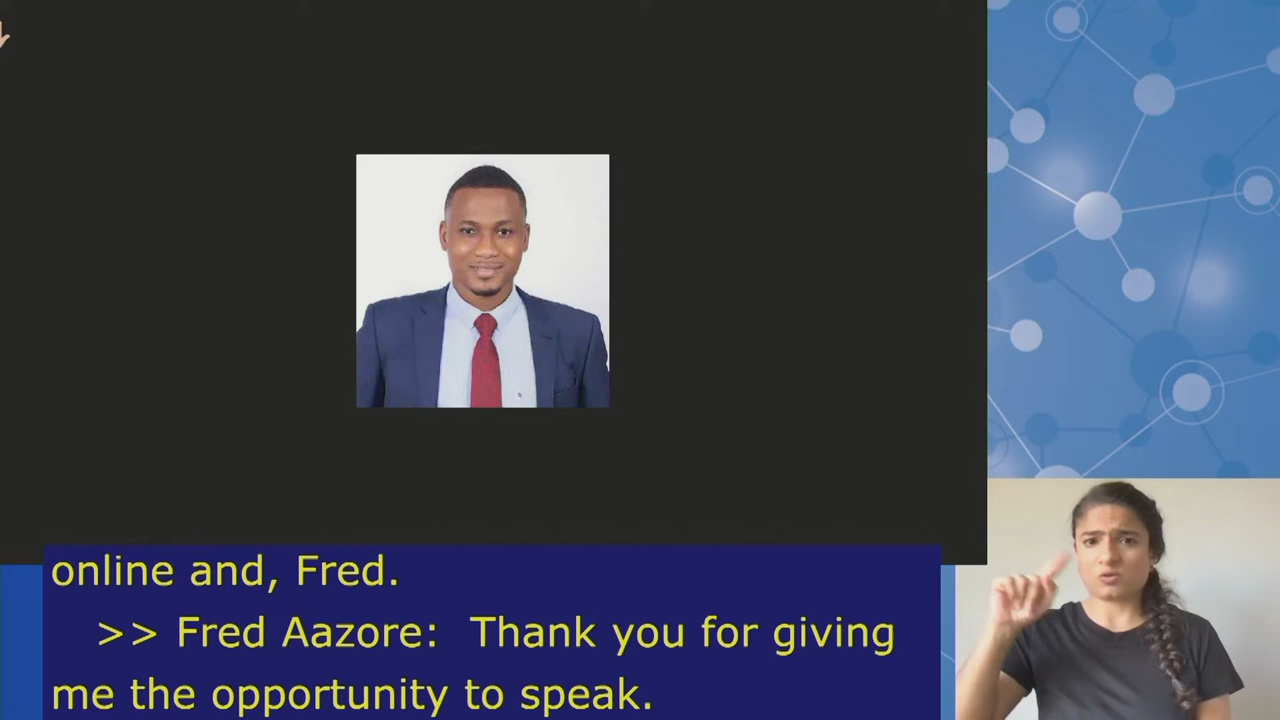 online and, Fred.
>> Fred Aazore: Thank you for giving
me the opportunity to speak.